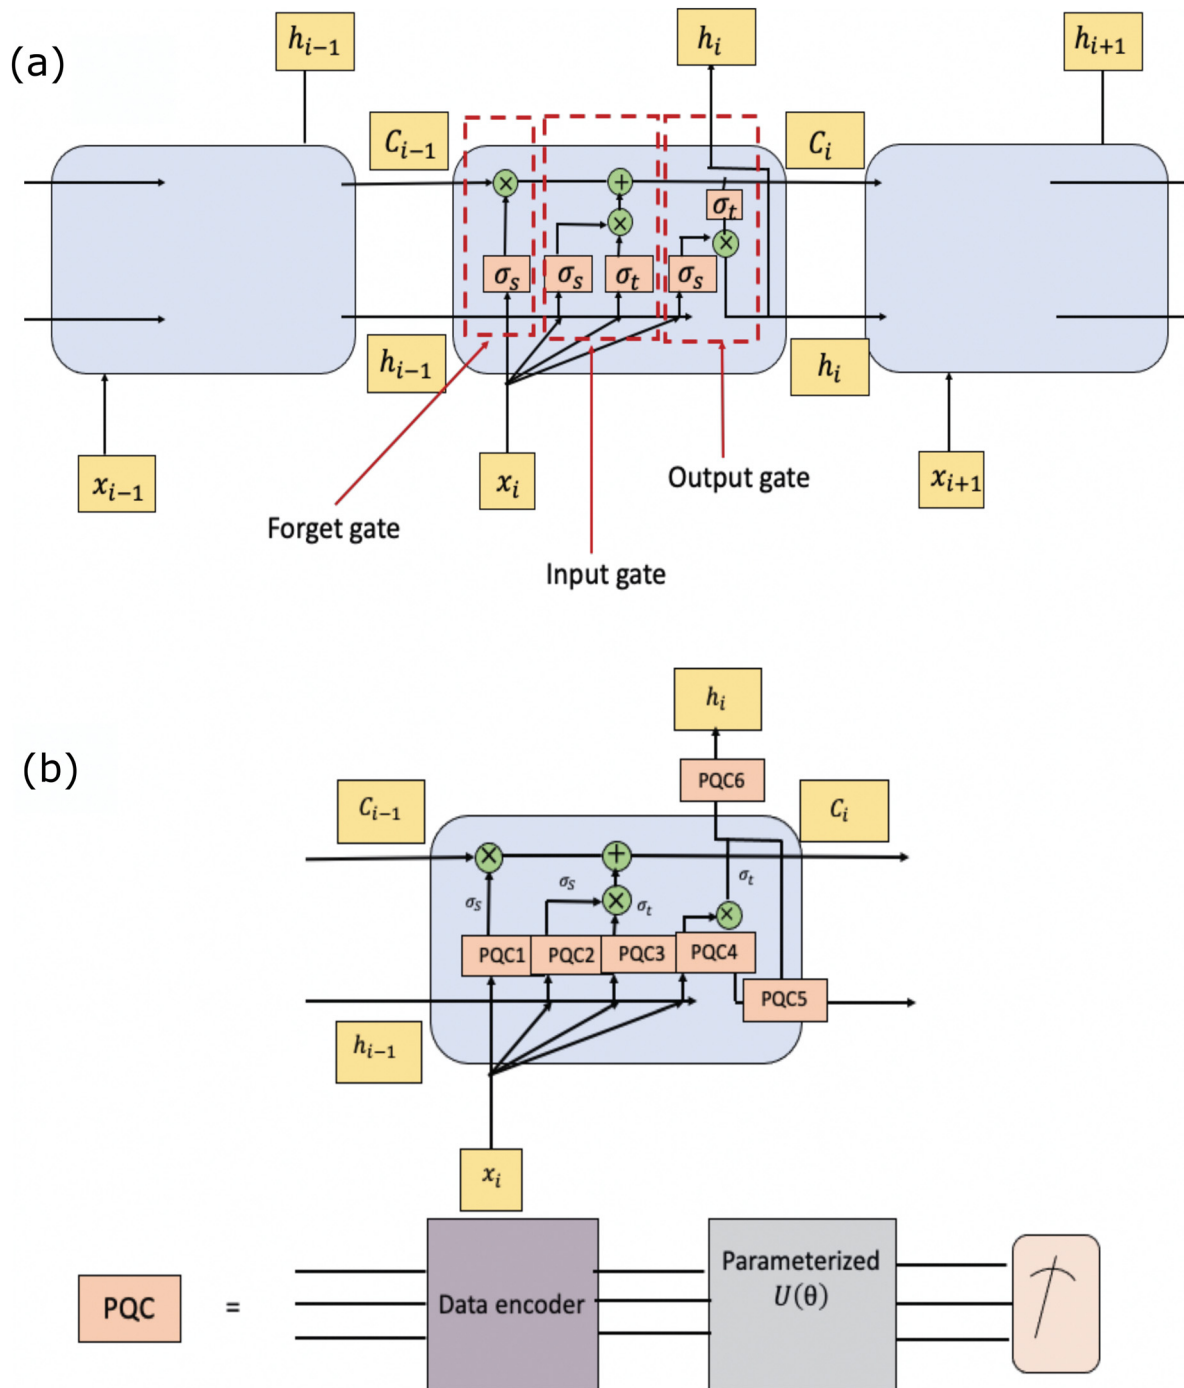 (a)
h_{i−1}
h_i
h_{i+1}
C_{i−1}
C_i
×
+
σ_t
×
×
σ_s
σ_s
σ_t
σ_s
h_{i−1}
h_i
x_{i−1}
x_i
x_{i+1}
Output gate
Forget gate
Input gate
(b)
h_i
PQC6
C_{i−1}
C_i
×
+
σ_s
σ_S
×
σ_t
σ_t
×
PQC1
PQC2
PQC3
PQC4
PQC5
h_{i−1}
x_i
PQC
=
Data encoder
Parameterized
U(θ)